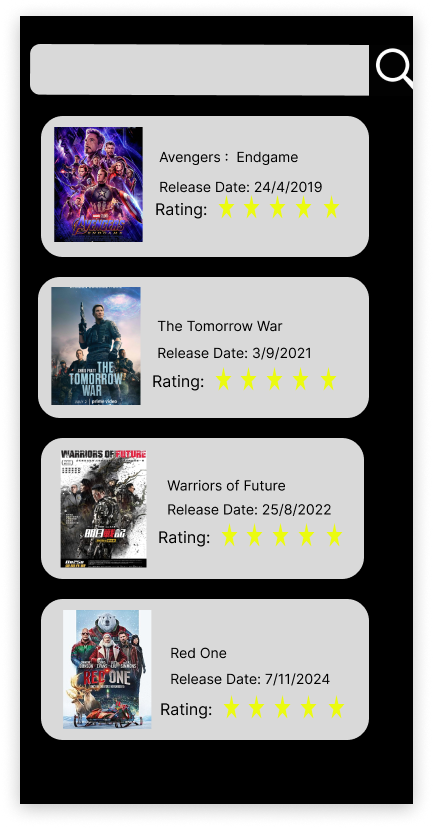 Avengers :  Endgame
Release Date: 24/4/2019
Rating:
The Tomorrow War
Release Date: 3/9/2021
Rating:
CHRIS PRATT
THE
TOMORROW
WAR
prime video
Warriors of Future
Release Date: 25/8/2022
Rating:
WARRIORS OF FUTURE
Red One
Release Date: 7/11/2024
Rating:
RED ONE